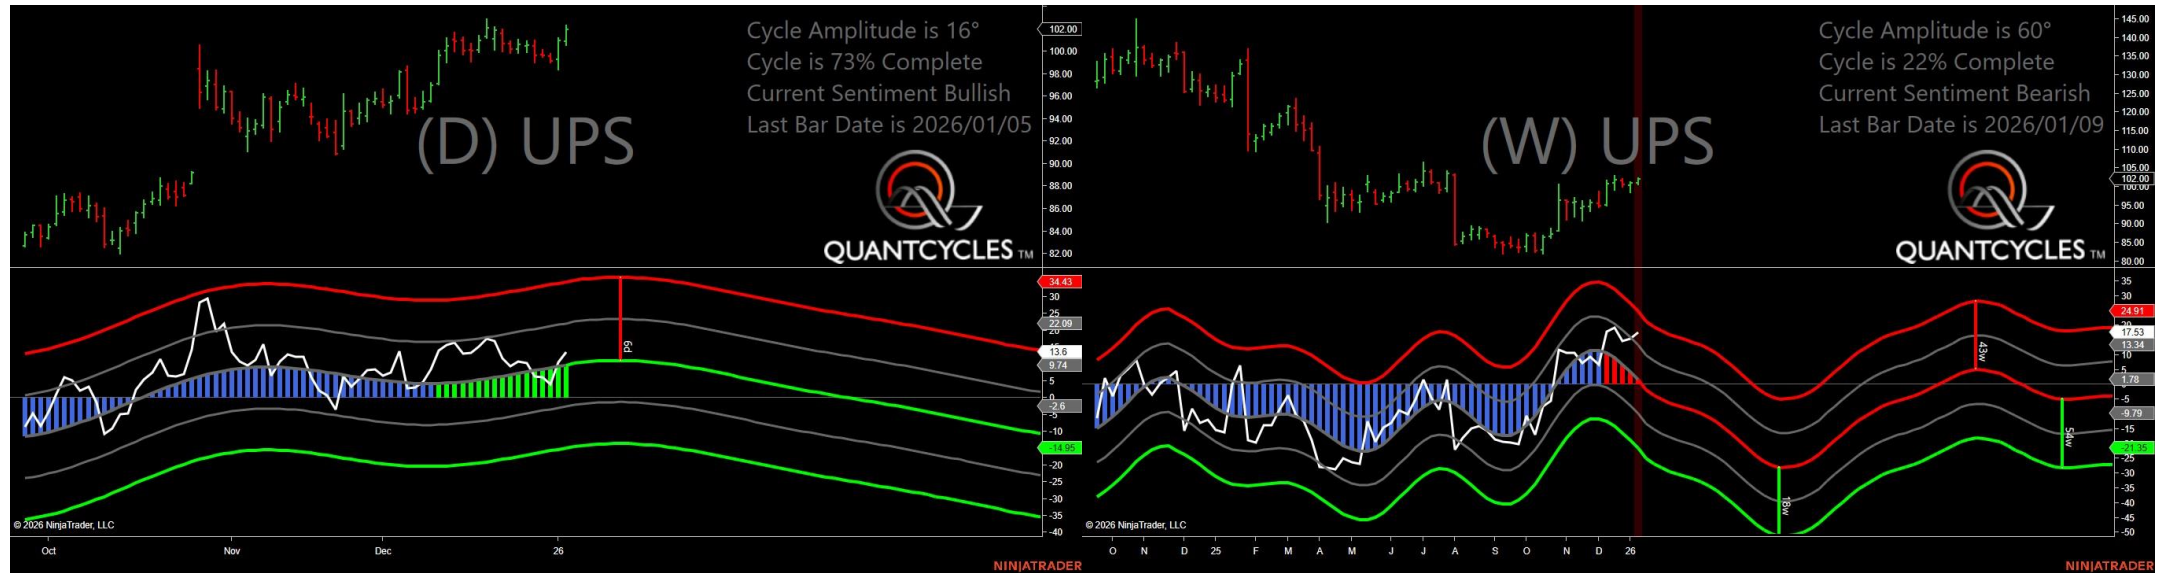 Cycle Amplitude is 16°
Cycle is 73% Complete
Current Sentiment Bullish
Last Bar Date is 2026/01/05
(D) UPS
QUANTCYCLES TM
102.00
100.00
98.00
96.00
94.00
92.00
90.00
88.00
86.00
84.00
82.00
34.43
30
25
22.09
15
13.6
9.74
5
0
-2.6
-5
-10
-14.95
-20
-25
-30
-35
-40
6d
© 2026 NinjaTrader, LLC
Oct Nov Dec 26
NINJATRADER
Cycle Amplitude is 60°
Cycle is 22% Complete
Current Sentiment Bearish
Last Bar Date is 2026/01/09
(W) UPS
QUANTCYCLES TM
145.00
140.00
135.00
130.00
125.00
120.00
115.00
110.00
105.00
102.00
100.00
95.00
90.00
85.00
80.00
35
30
24.91
17.53
13.34
10
5
1.78
-5
-9.79
-15
-21.35
-25
-30
-35
-40
-45
-50
43w
54w
18w
© 2026 NinjaTrader, LLC
O N D 25 F M A M J J A S O N D 26
NINJATRADER